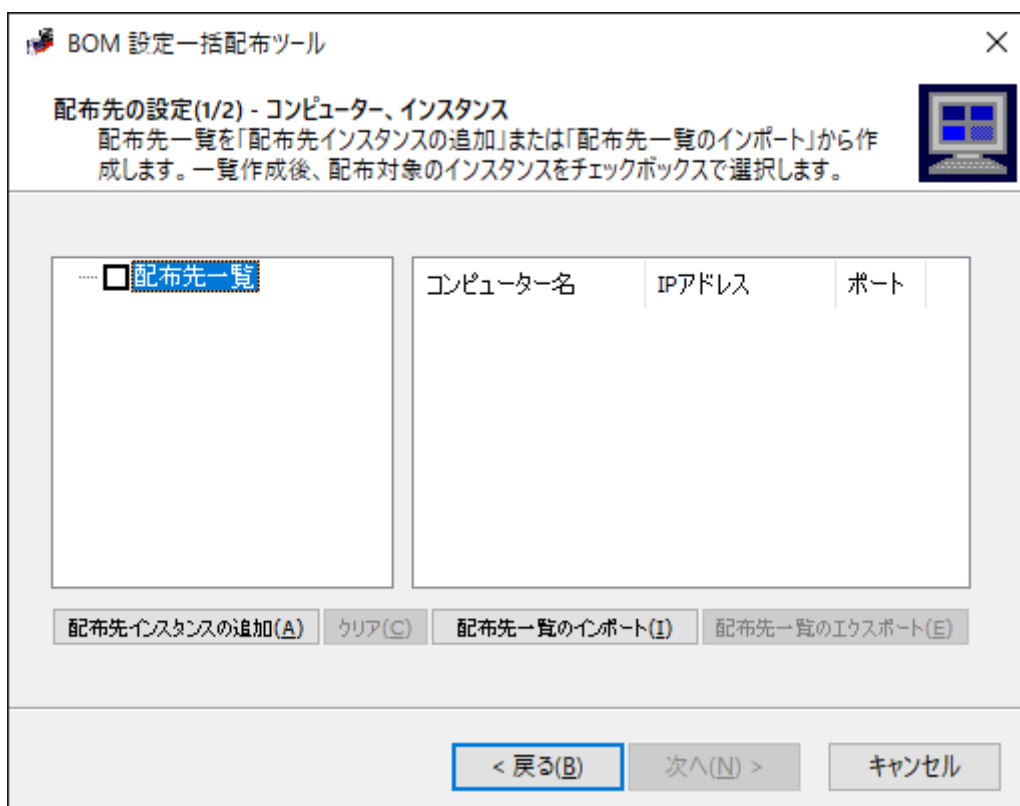 BOM 設定一括配布ツール
配布先の設定(1/2) - コンピューター、インスタンス
配布先一覧を「配布先インスタンスの追加」または「配布先一覧のインポート」から作
成します。一覧作成後、配布対象のインスタンスをチェックボックスで選択します。
配布先一覧
コンピューター名 IPアドレス ポート
配布先インスタンスの追加(A) クリア(C) 配布先一覧のインポート(I) 配布先一覧のエクスポート(E)
< 戻る(B) 次へ(N) > キャンセル